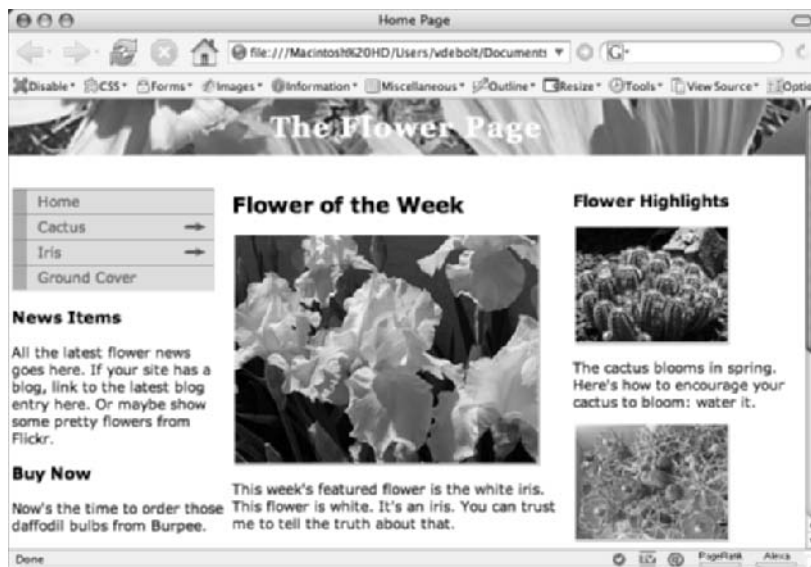 Home Page
file:///Macintosh%20HD/Users/vdebolt/Documents
G
Disable CSS Forms Images Information Miscellaneous Outline Resize Tools View Source Optio
The Flower Page
Home
Cactus
Iris
Ground Cover
News Items
All the latest flower news
goes here. If your site has a
blog, link to the latest blog
entry here. Or maybe show
some pretty flowers from
Flickr.
Buy Now
Now's the time to order those
daffodil bulbs from Burpee.
Flower of the Week
This week's featured flower is the white iris.
This flower is white. It's an iris. You can trust
me to tell the truth about that.
Flower Highlights
The cactus blooms in spring.
Here's how to encourage your
cactus to bloom: water it.
Done
PageRank Alexa